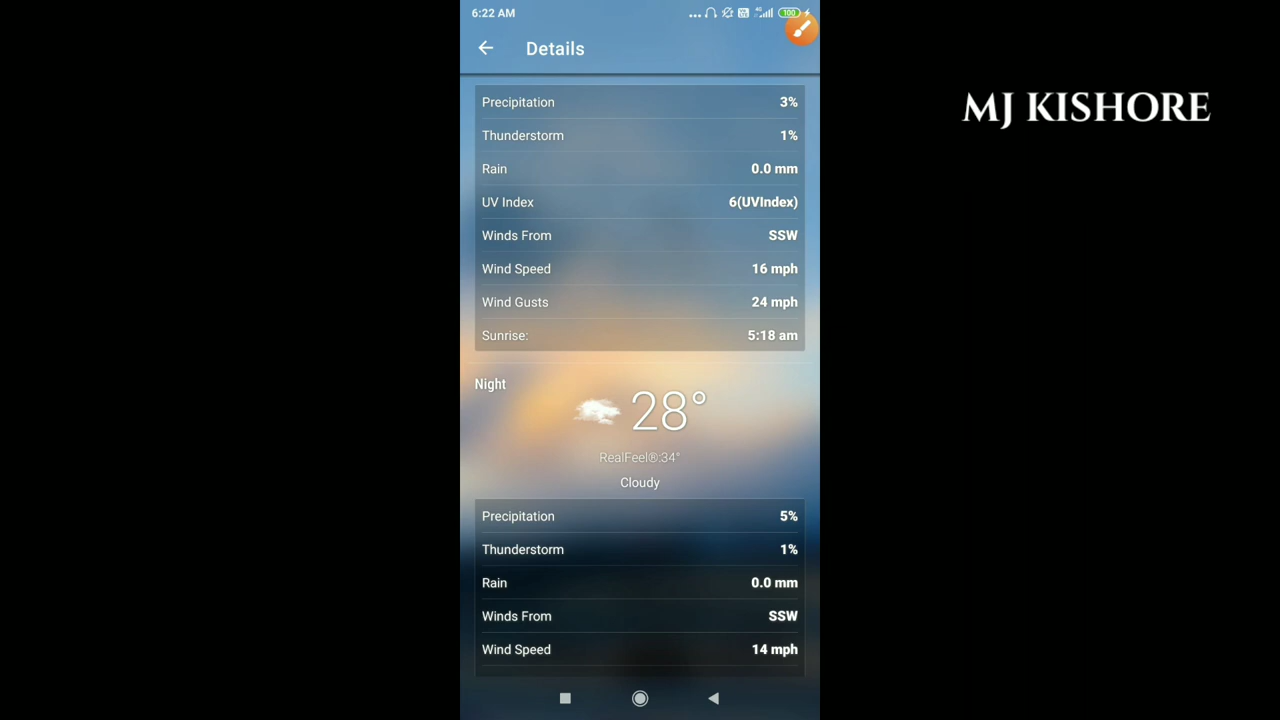 6:22 AM
4G
100
Details
MJ KISHORE
Precipitation 3%
Thunderstorm 1%
Rain 0.0 mm
UV Index 6(UVIndex)
Winds From SSW
Wind Speed 16 mph
Wind Gusts 24 mph
Sunrise: 5:18 am
Night
28°
RealFeel®:34°
Cloudy
Precipitation 5%
Thunderstorm 1%
Rain 0.0 mm
Winds From SSW
Wind Speed 14 mph